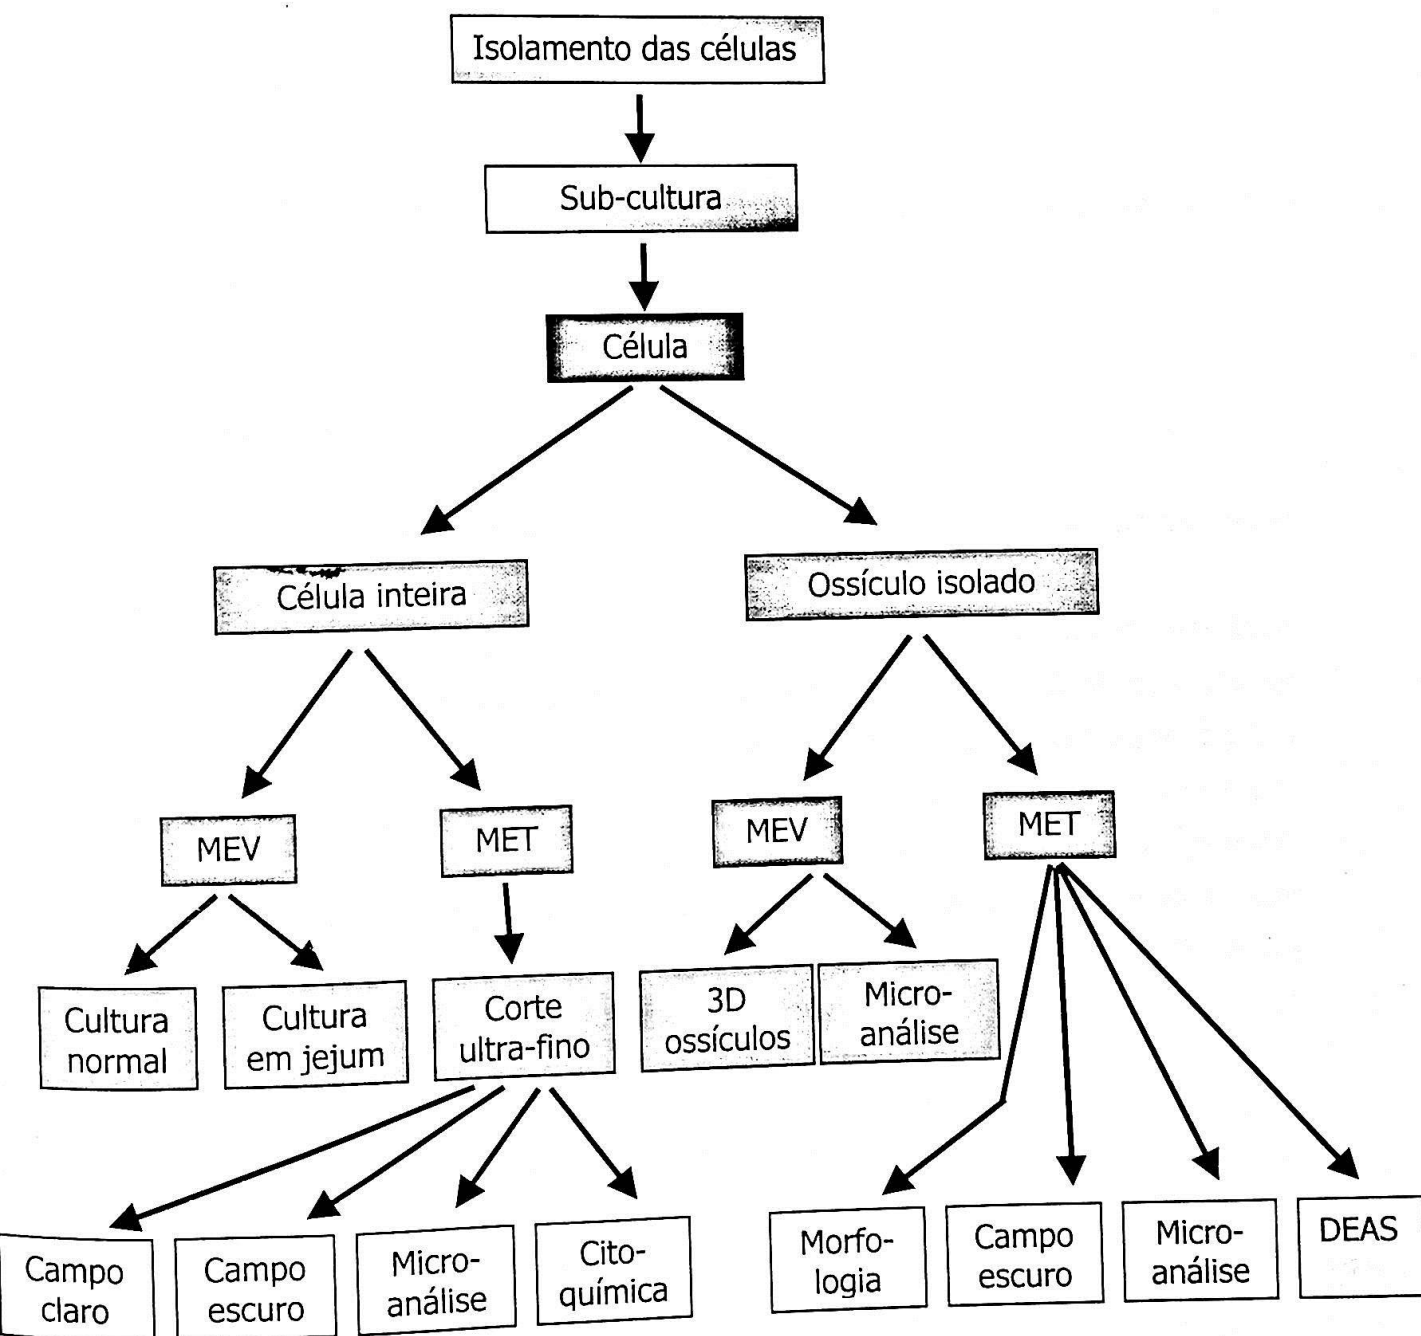 Isolamento das células
Sub-cultura
Célula
Célula inteira
Ossículo isolado
MEV
MET
MEV
MET
Cultura
normal
Cultura
em jejum
Corte
ultra-fino
3D
ossículos
Micro-
análise
Campo
claro
Campo
escuro
Micro-
análise
Cito-
química
Morfo-
logia
Campo
escuro
Micro-
análise
DEAS